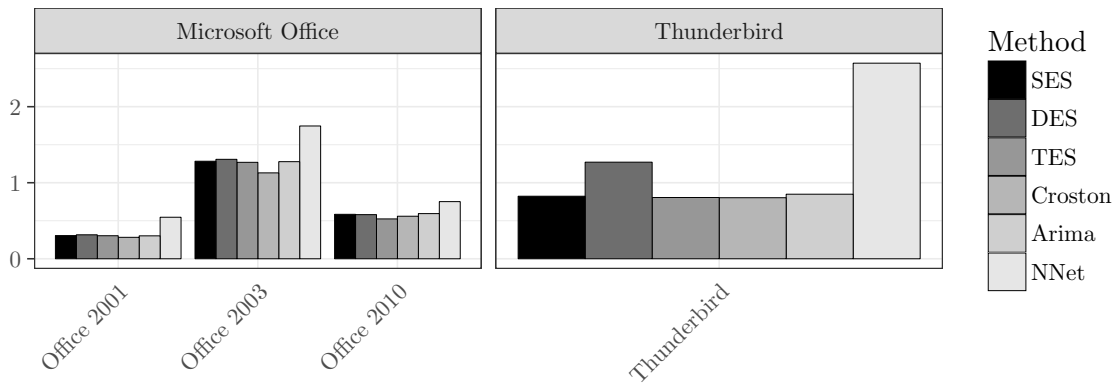 Microsoft Office
Thunderbird
Method
SES
DES
TES
Croston
Arima
NNet
2
1
0
Office 2001
Office 2003
Office 2010
Thunderbird